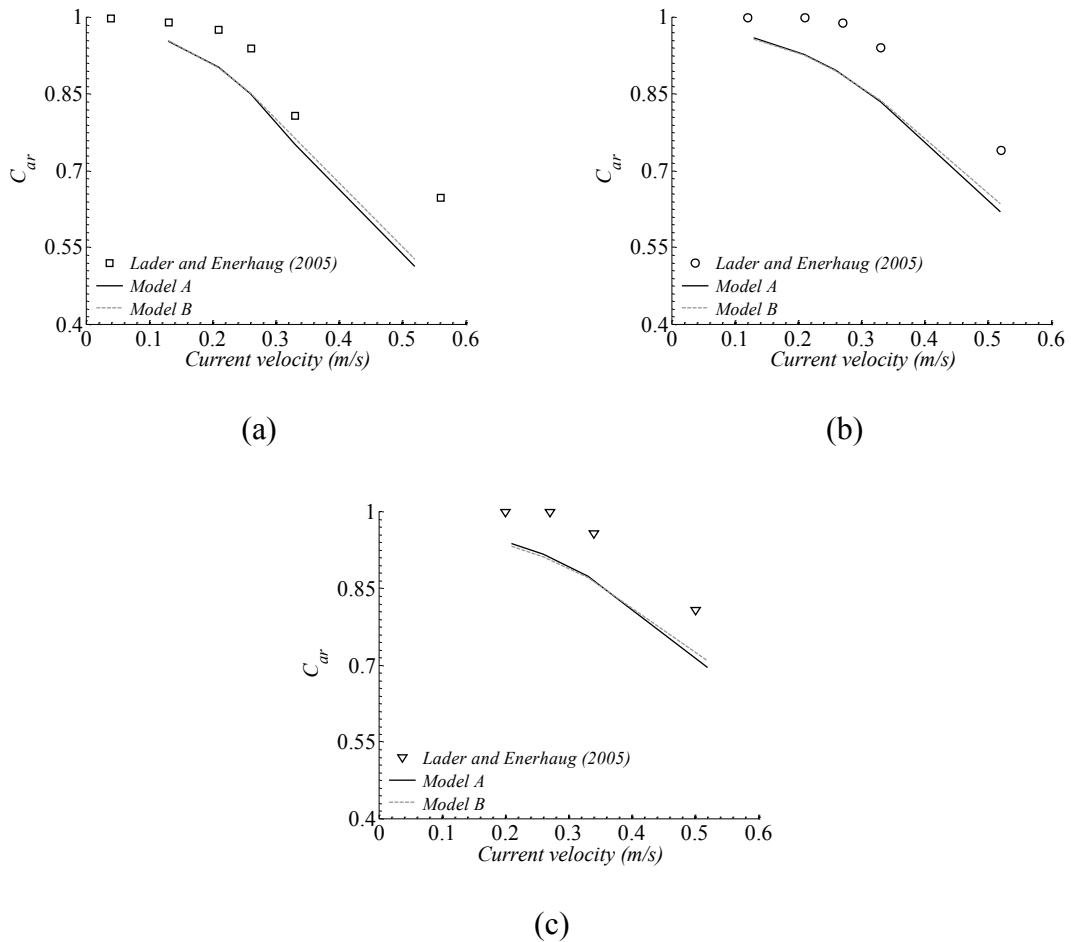 1
0.85
0.7
0.55
0.4
C_ar
Lader and Enerhaug (2005)
Model A
Model B
0 0.1 0.2 0.3 0.4 0.5 0.6
Current velocity (m/s)
(a)
1
0.85
0.7
0.55
0.4
C_ar
Lader and Enerhaug (2005)
Model A
Model B
0 0.1 0.2 0.3 0.4 0.5 0.6
Current velocity (m/s)
(b)
1
0.85
0.7
0.55
0.4
C_ar
Lader and Enerhaug (2005)
Model A
Model B
0 0.1 0.2 0.3 0.4 0.5 0.6
Current velocity (m/s)
(c)